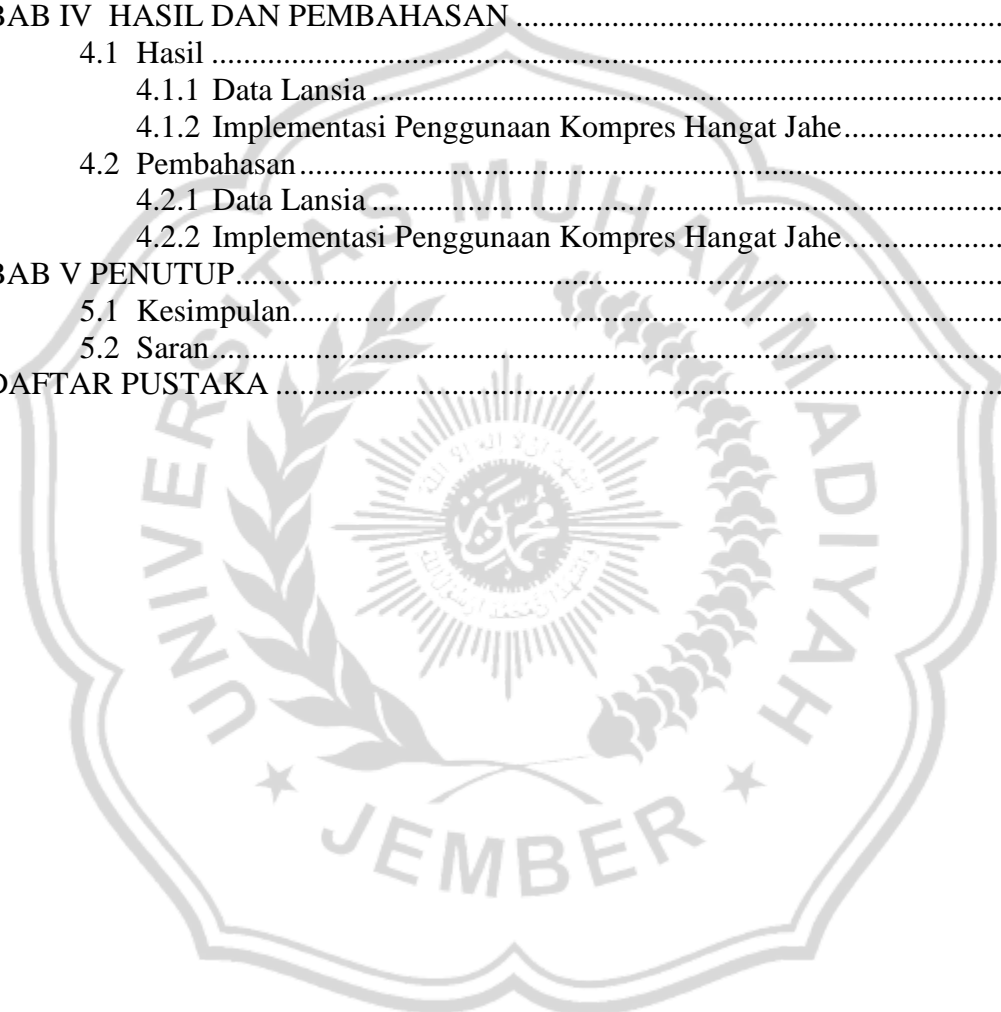 BAB IV HASIL DAN PEMBAHASAN ................................................................
4.1 Hasil ................................................................
4.1.1 Data Lansia ................................................................
4.1.2 Implementasi Penggunaan Kompres Hangat Jahe....................
4.2 Pembahasan................................................................
4.2.1 Data Lansia ................................................................
4.2.2 Implementasi Penggunaan Kompres Hangat Jahe....................
BAB V PENUTUP................................................................
5.1 Kesimpulan................................................................
5.2 Saran................................................................
DAFTAR PUSTAKA ................................................................
UNIVERSITAS MUHAMMADIYAH
JEMBER